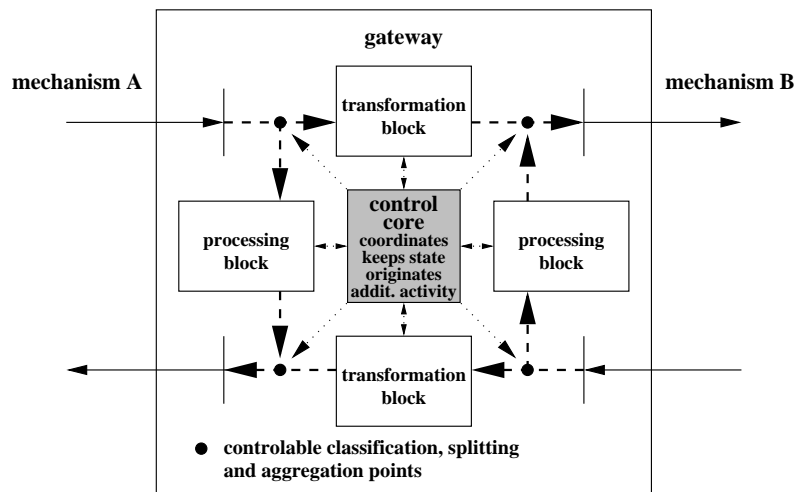 gateway
mechanism A
mechanism B
transformation
block
control
core
coordinates
keeps state
originates
addit. activity
processing
block
processing
block
transformation
block
controlable classification, splitting
and aggregation points